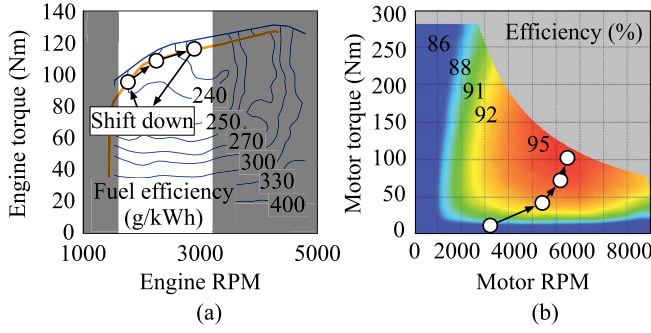 140
120
100
80
60
40
20
0
Engine torque (Nm)
240
250
270
300
330
400
Shift down
Fuel efficiency
(g/kWh)
1000
3000
5000
Engine RPM
(a)
300
250
200
150
100
50
0
Motor torque (Nm)
Efficiency (%)
86
88
91
92
95
0 2000 4000 6000 8000
Motor RPM
(b)